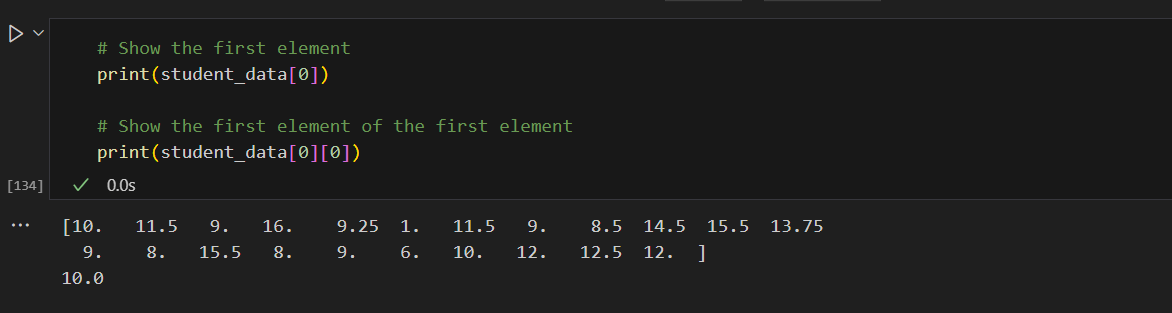 # Show the first element
print(student_data[0])
# Show the first element of the first element
print(student_data[0][0])
[134] 0.0s
[10. 11.5 9. 16. 9.25 1. 11.5 9. 8.5 14.5 15.5 13.75
9. 8. 15.5 8. 9. 6. 10. 12. 12.5 12. ]
10.0